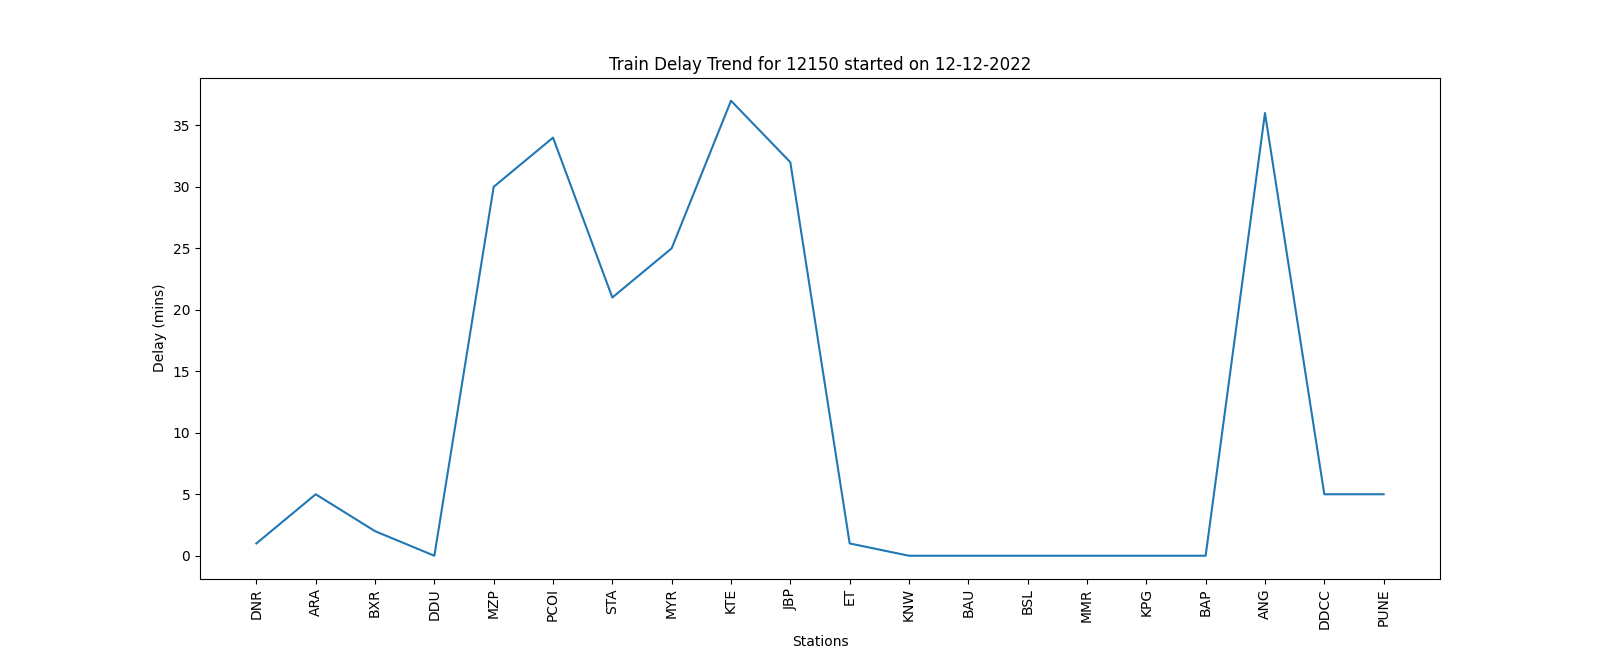 Train Delay Trend for 12150 started on 12-12-2022
Delay (mins)
35
30
25
20
15
10
5
0
DNR
ARA
BXR
DDU
MZP
PCOI
STA
MYR
KTE
JBP
ET
KNW
BAU
BSL
MMR
KPG
BAP
ANG
DDCC
PUNE
Stations